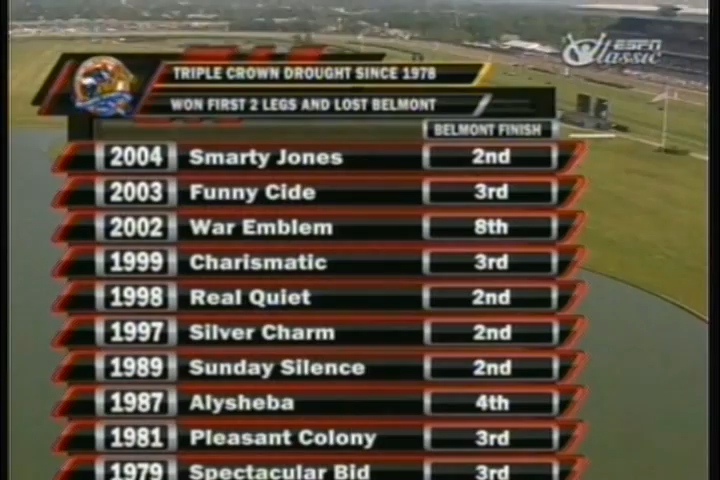 ESPN
Classic
TRIPLE CROWN DROUGHT SINCE 1978
WON FIRST 2 LEGS AND LOST BELMONT
BELMONT FINISH
2004 Smarty Jones 2nd
2003 Funny Cide 3rd
2002 War Emblem 8th
1999 Charismatic 3rd
1998 Real Quiet 2nd
1997 Silver Charm 2nd
1989 Sunday Silence 2nd
1987 Alysheba 4th
1981 Pleasant Colony 3rd
1979 Spectacular Bid 3rd